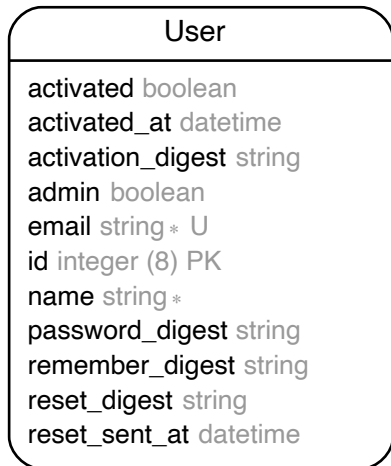 User
activated boolean
activated_at datetime
activation_digest string
admin boolean
email string * U
id integer (8) PK
name string *
password_digest string
remember_digest string
reset_digest string
reset_sent_at datetime